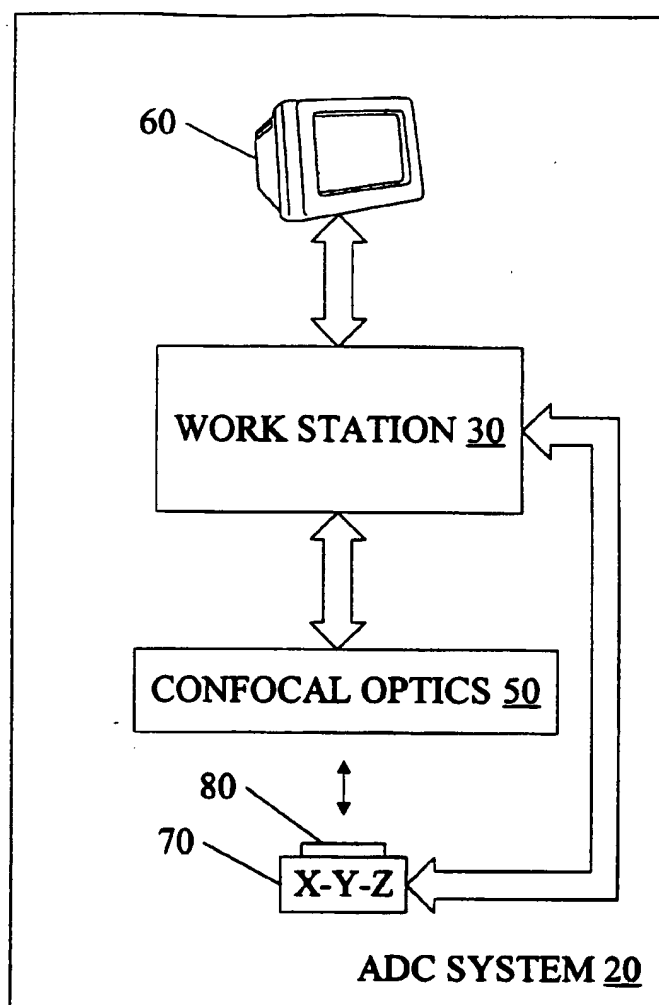 60
WORK STATION 30
CONFOCAL OPTICS 50
80
70
X-Y-Z
ADC SYSTEM 20